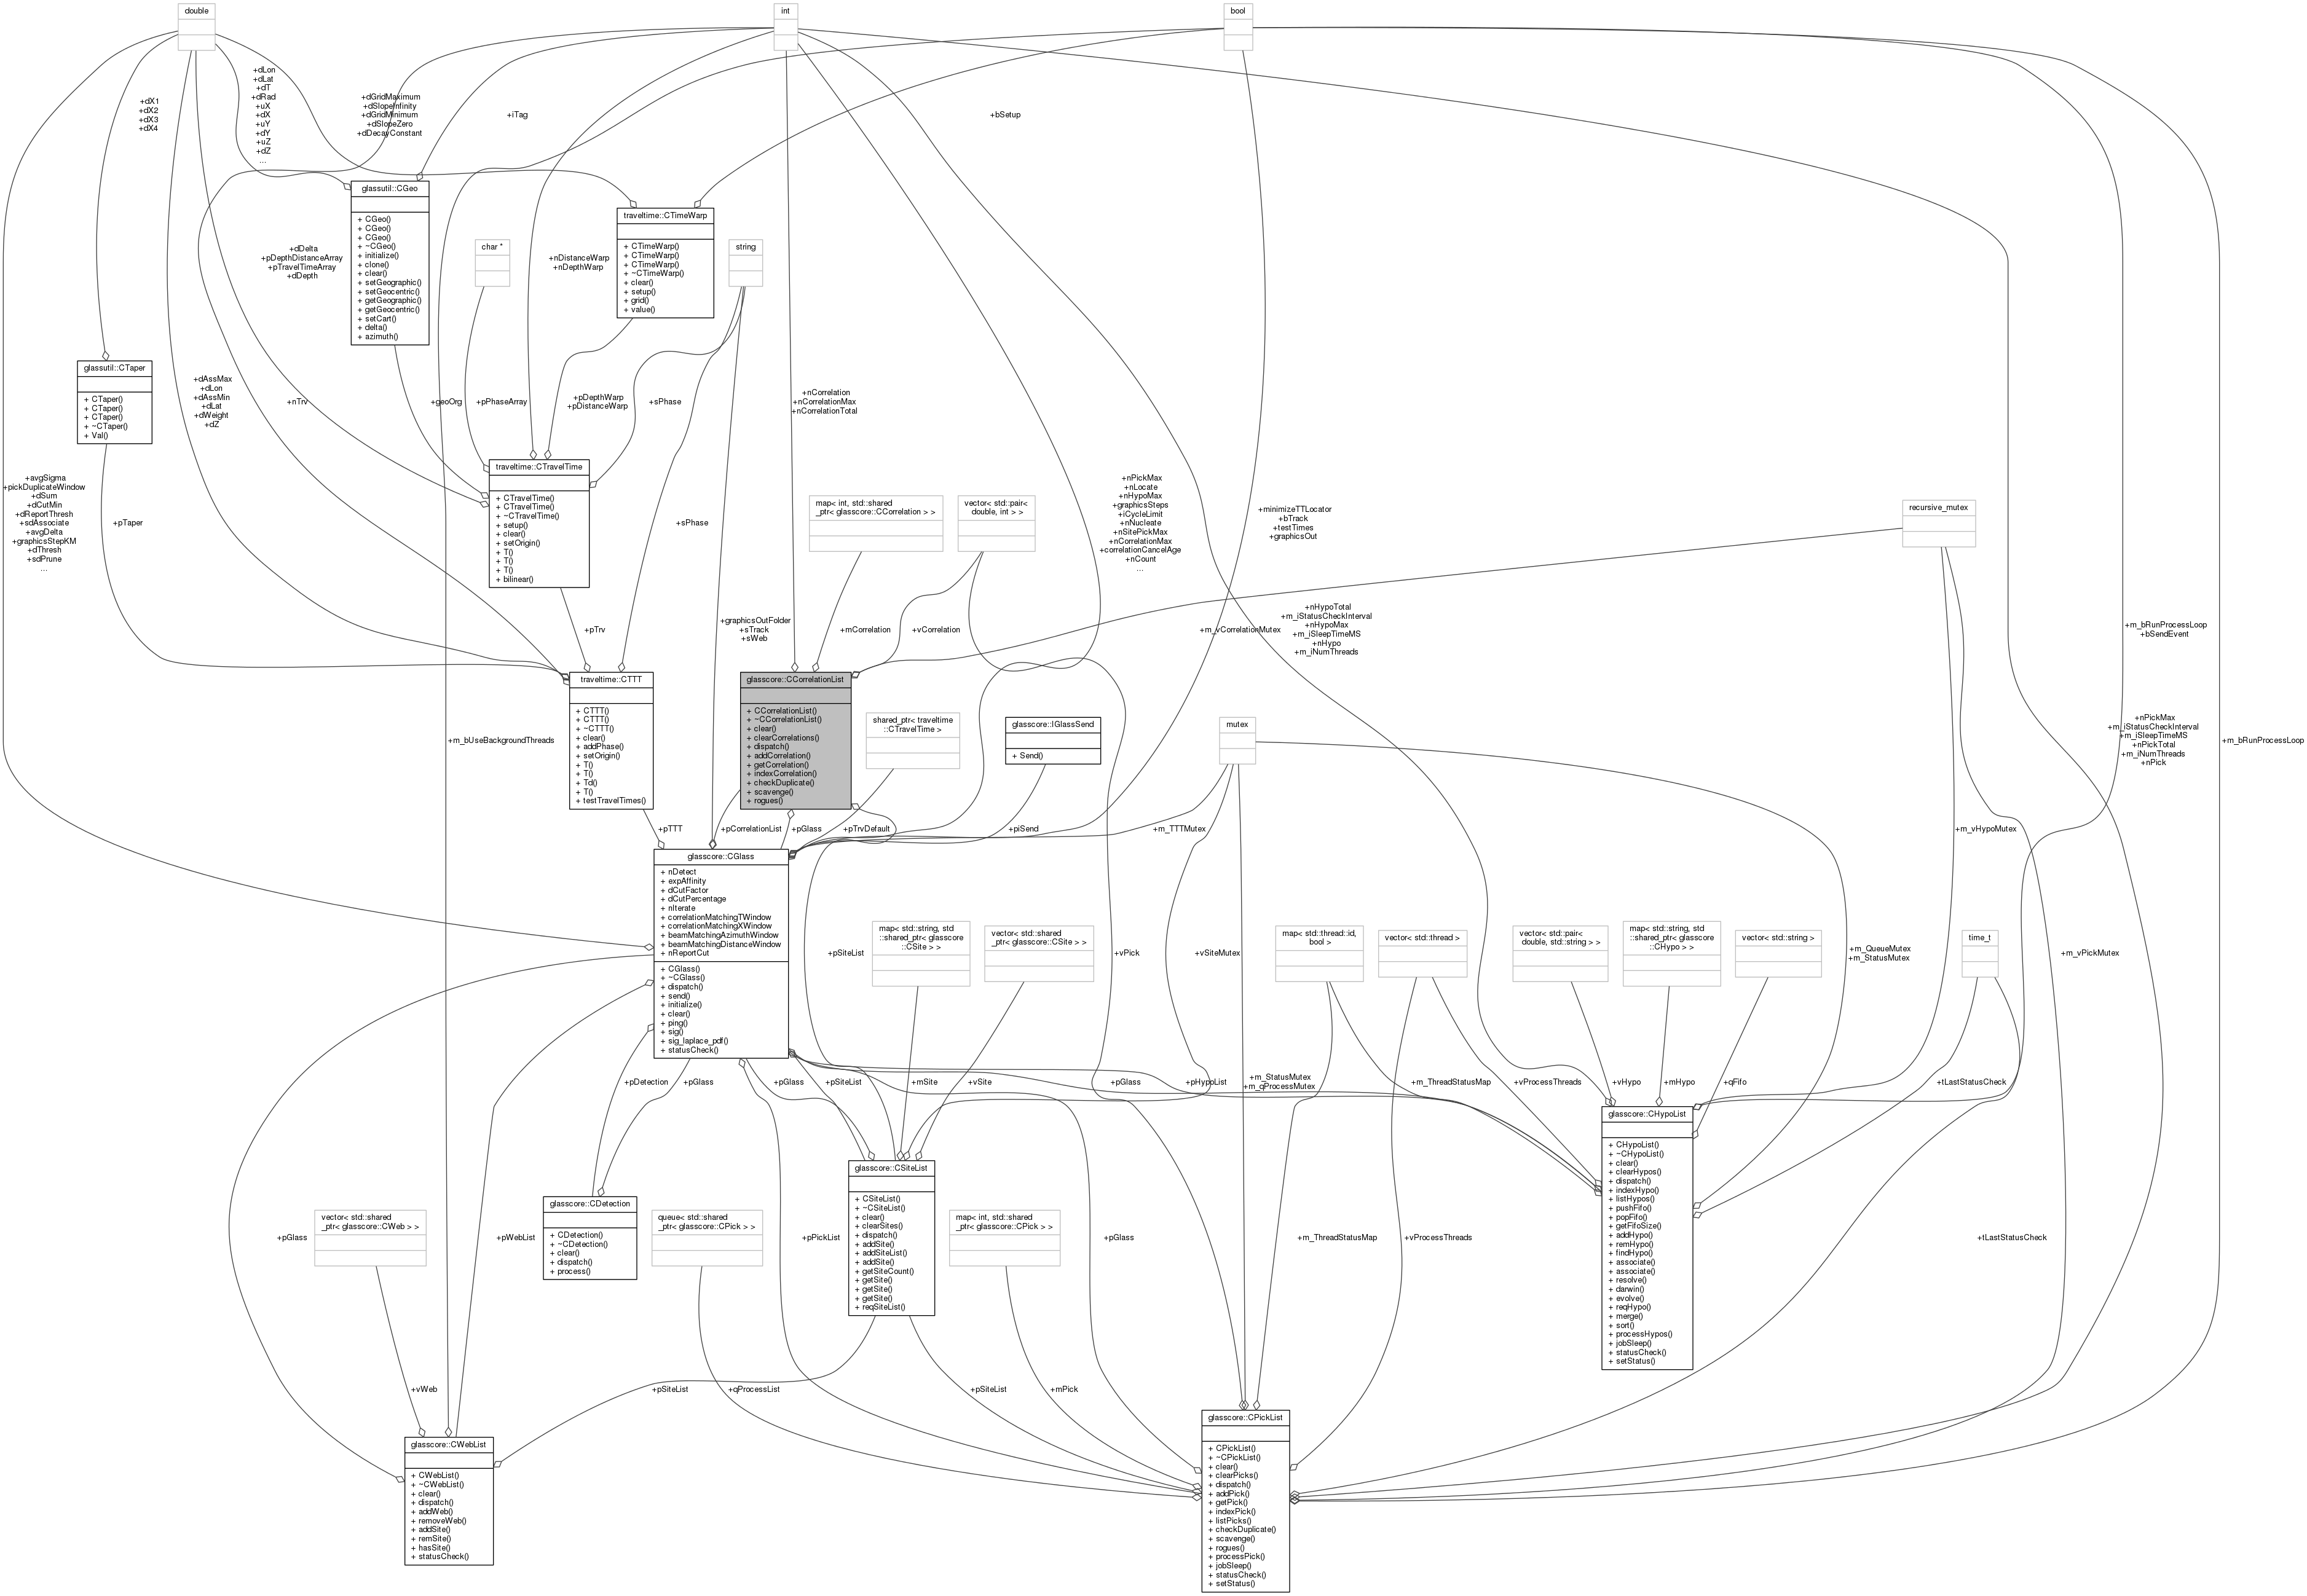 double
int
bool
+dLon
+dLat
+dT
+dRad
+uX
+dX
+uY
+dY
+uZ
+dZ
...
+dX1
+dX2
+dX3
+dX4
+dGridMaximum
+dSlopeInfinity
+dGridMinimum
+dSlopeZero
+dDecayConstant
+iTag
+bSetup
glassutil::CGeo
+ CGeo()
+ CGeo()
+ CGeo()
+ ~CGeo()
+ initialize()
+ clone()
+ clear()
+ setGeographic()
+ setGeocentric()
+ getGeographic()
+ getGeocentric()
+ setCart()
+ delta()
+ azimuth()
traveltime::CTimeWarp
+ CTimeWarp()
+ CTimeWarp()
+ CTimeWarp()
+ ~CTimeWarp()
+ clear()
+ setup()
+ grid()
+ value()
char *
string
+dDelta
+pDepthDistanceArray
+pTravelTimeArray
+dDepth
+nDistanceWarp
+nDepthWarp
glassutil::CTaper
+ CTaper()
+ CTaper()
+ CTaper()
+ ~CTaper()
+ Val()
+dAssMax
+dLon
+dAssMin
+dLat
+dWeight
+dZ
+nTrv
+geoOrg
+pPhaseArray
+pDepthWarp
+pDistanceWarp
+sPhase
+nCorrelation
+nCorrelationMax
+nCorrelationTotal
traveltime::CTravelTime
+ CTravelTime()
+ CTravelTime()
+ ~CTravelTime()
+ setup()
+ clear()
+ setOrigin()
+ T()
+ T()
+ T()
+ bilinear()
+avgSigma
+pickDuplicateWindow
+dSum
+dCutMin
+dReportThresh
+sdAssociate
+avgDelta
+graphicsStepKM
+dThresh
+sdPrune
...
+pTaper
+sPhase
map< int, std::shared
_ptr< glasscore::CCorrelation > >
vector< std::pair<
double, int > >
+nPickMax
+nLocate
+nHypoMax
+graphicsSteps
+iCycleLimit
+nNucleate
+nSitePickMax
+nCorrelationMax
+correlationCancelAge
+nCount
...
+minimizeTTLocator
+bTrack
+testTimes
+graphicsOut
recursive_mutex
+pTrv
+graphicsOutFolder
+sTrack
+sWeb
+mCorrelation
+vCorrelation
+m_vCorrelationMutex
+nHypoTotal
+m_iStatusCheckInterval
+nHypoMax
+m_iSleepTimeMS
+nHypo
+m_iNumThreads
+m_bRunProcessLoop
+bSendEvent
traveltime::CTTT
+ CTTT()
+ CTTT()
+ ~CTTT()
+ clear()
+ addPhase()
+ setOrigin()
+ T()
+ T()
+ Td()
+ T()
+ testTravelTimes()
glasscore::CCorrelationList
+ CCorrelationList()
+ ~CCorrelationList()
+ clear()
+ clearCorrelations()
+ dispatch()
+ addCorrelation()
+ getCorrelation()
+ indexCorrelation()
+ checkDuplicate()
+ scavenge()
+ rogues()
shared_ptr< traveltime
::CTravelTime >
glasscore::IGlassSend
+ Send()
mutex
+nPickMax
+m_iStatusCheckInterval
+m_iSleepTimeMS
+nPickTotal
+m_iNumThreads
+nPick
+m_bUseBackgroundThreads
+m_bRunProcessLoop
+pTTT
+pCorrelationList
+pGlass
+pTrvDefault
+piSend
+m_TTTMutex
+m_vHypoMutex
glasscore::CGlass
+ nDetect
+ expAffinity
+ dCutFactor
+ dCutPercentage
+ nIterate
+ correlationMatchingTWindow
+ correlationMatchingXWindow
+ beamMatchingAzimuthWindow
+ beamMatchingDistanceWindow
+ nReportCut
+ CGlass()
+ ~CGlass()
+ dispatch()
+ send()
+ initialize()
+ clear()
+ ping()
+ sig()
+ sig_laplace_pdf()
+ statusCheck()
+pSiteList
map< std::string, std
::shared_ptr< glasscore
::CSite > >
vector< std::shared
_ptr< glasscore::CSite > >
+vPick
+vSiteMutex
map< std::thread::id,
bool >
vector< std::thread >
vector< std::pair<
double, std::string > >
map< std::string, std
::shared_ptr< glasscore
::CHypo > >
vector< std::string >
+m_QueueMutex
+m_StatusMutex
time_t
+m_vPickMutex
+pDetection
+pGlass
+pGlass
+pSiteList
+mSite
+vSite
+pGlass
+pHypoList
+m_StatusMutex
+m_qProcessMutex
+m_ThreadStatusMap
+vProcessThreads
+vHypo
+mHypo
+qFifo
+tLastStatusCheck
glasscore::CHypoList
+ CHypoList()
+ ~CHypoList()
+ clear()
+ clearHypos()
+ dispatch()
+ indexHypo()
+ listHypos()
+ pushFifo()
+ popFifo()
+ getFifoSize()
+ addHypo()
+ remHypo()
+ findHypo()
+ associate()
+ associate()
+ resolve()
+ darwin()
+ evolve()
+ reqHypo()
+ merge()
+ sort()
+ processHypos()
+ jobSleep()
+ statusCheck()
+ setStatus()
glasscore::CSiteList
+ CSiteList()
+ ~CSiteList()
+ clear()
+ clearSites()
+ dispatch()
+ addSite()
+ addSiteList()
+ addSite()
+ getSiteCount()
+ getSite()
+ getSite()
+ getSite()
+ reqSiteList()
glasscore::CDetection
+ CDetection()
+ ~CDetection()
+ clear()
+ dispatch()
+ process()
vector< std::shared
_ptr< glasscore::CWeb > >
queue< std::shared
_ptr< glasscore::CPick > >
map< int, std::shared
_ptr< glasscore::CPick > >
+pGlass
+pWebList
+pPickList
+pGlass
+m_ThreadStatusMap
+vProcessThreads
+tLastStatusCheck
+vWeb
+pSiteList
+qProcessList
+pSiteList
+mPick
glasscore::CWebList
+ CWebList()
+ ~CWebList()
+ clear()
+ dispatch()
+ addWeb()
+ removeWeb()
+ addSite()
+ remSite()
+ hasSite()
+ statusCheck()
glasscore::CPickList
+ CPickList()
+ ~CPickList()
+ clear()
+ clearPicks()
+ dispatch()
+ addPick()
+ getPick()
+ indexPick()
+ listPicks()
+ checkDuplicate()
+ scavenge()
+ rogues()
+ processPick()
+ jobSleep()
+ statusCheck()
+ setStatus()